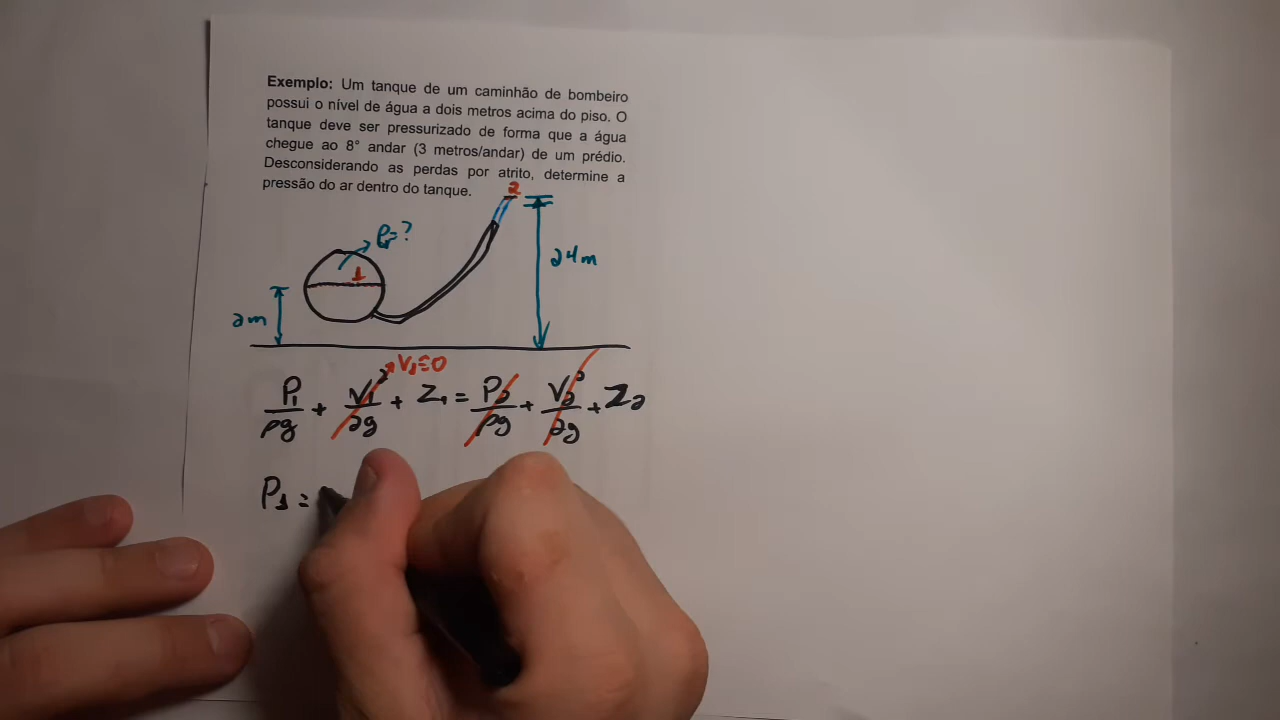 Exemplo: Um tanque de um caminhão de bombeiro
possui o nível de água a dois metros acima do piso. O
tanque deve ser pressurizado de forma que a água
chegue ao 8° andar (3 metros/andar) de um prédio.
Desconsiderando as perdas por atrito, determine a
pressão do ar dentro do tanque.
2
P₁=?
1
24m
2m
V₁≅0
P₁/ρg + V₁²/2g + Z₁ = P₂/ρg + V₂²/2g + Z₂
P₁ =